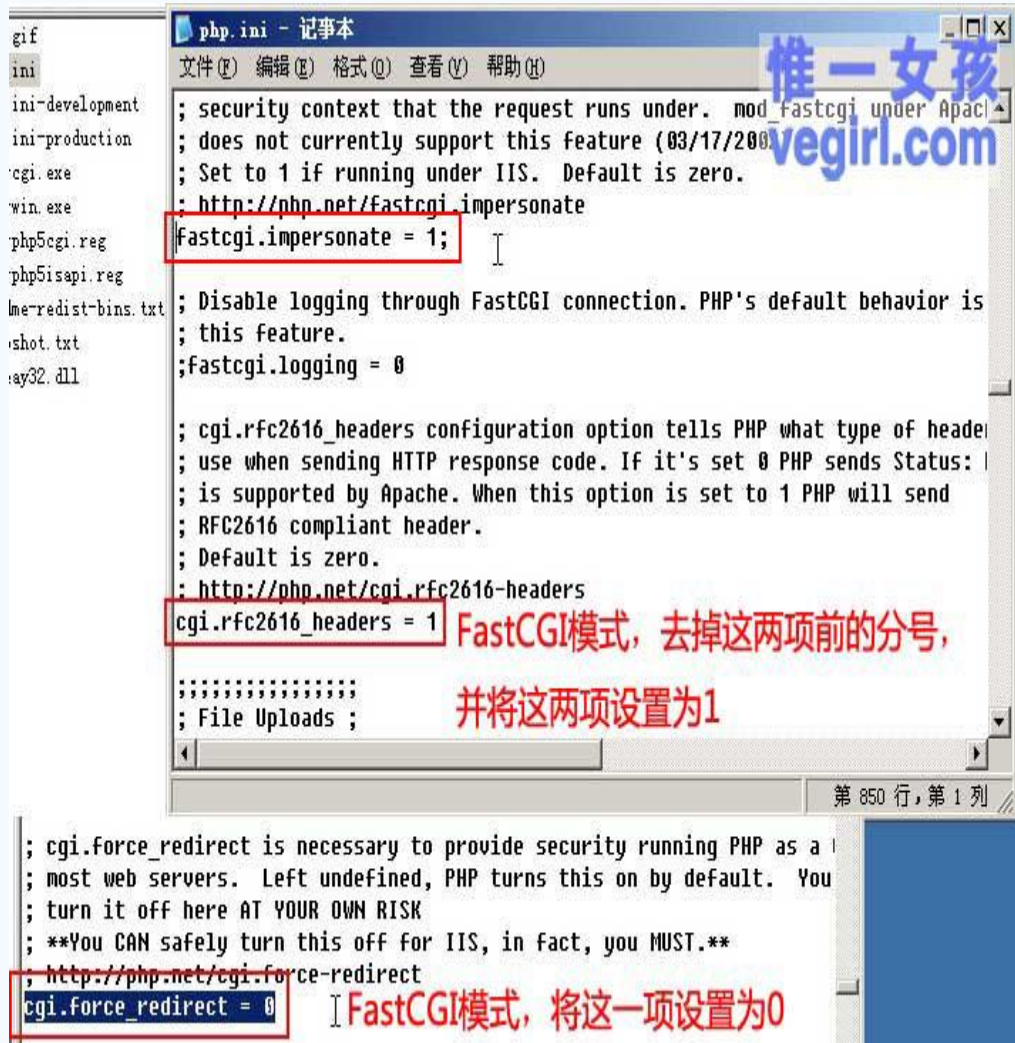 gif
ini
ini-development
ini-production
cgi.exe
win.exe
php5cgi.reg
php5isapi.reg
me-redist-bins.txt
shot.txt
eay32.dll
php.ini - 记事本
文件(F) 编辑(E) 格式(O) 查看(V) 帮助(H)
惟一女孩
vegirl.com
; security context that the request runs under. mod_fastcgi under Apac
; does not currently support this feature (03/17/200
; Set to 1 if running under IIS. Default is zero.
; http://php.net/fastcgi.impersonate
fastcgi.impersonate = 1;
; Disable logging through FastCGI connection. PHP's default behavior is
; this feature.
;fastcgi.logging = 0
; cgi.rfc2616_headers configuration option tells PHP what type of header
; use when sending HTTP response code. If it's set 0 PHP sends Status:
; is supported by Apache. When this option is set to 1 PHP will send
; RFC2616 compliant header.
; Default is zero.
; http://php.net/cgi.rfc2616-headers
cgi.rfc2616_headers = 1
FastCGI模式，去掉这两项前的分号，
并将这两项设置为1
;;;;;;;;;;;;;;;;
; File Uploads ;
第 850 行，第 1 列
; cgi.force_redirect is necessary to provide security running PHP as a
; most web servers. Left undefined, PHP turns this on by default. You
; turn it off here AT YOUR OWN RISK
; **You CAN safely turn this off for IIS, in fact, you MUST.**
; http://php.net/cgi.force-redirect
cgi.force_redirect = 0
FastCGI模式，将这一项设置为0